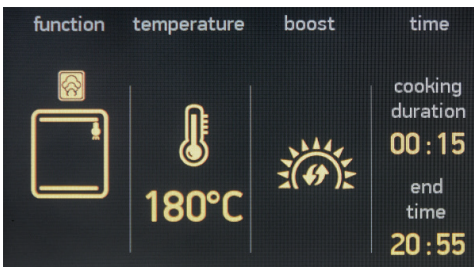 function temperature boost time
cooking
duration
00:15
180°C
end
time
20:55